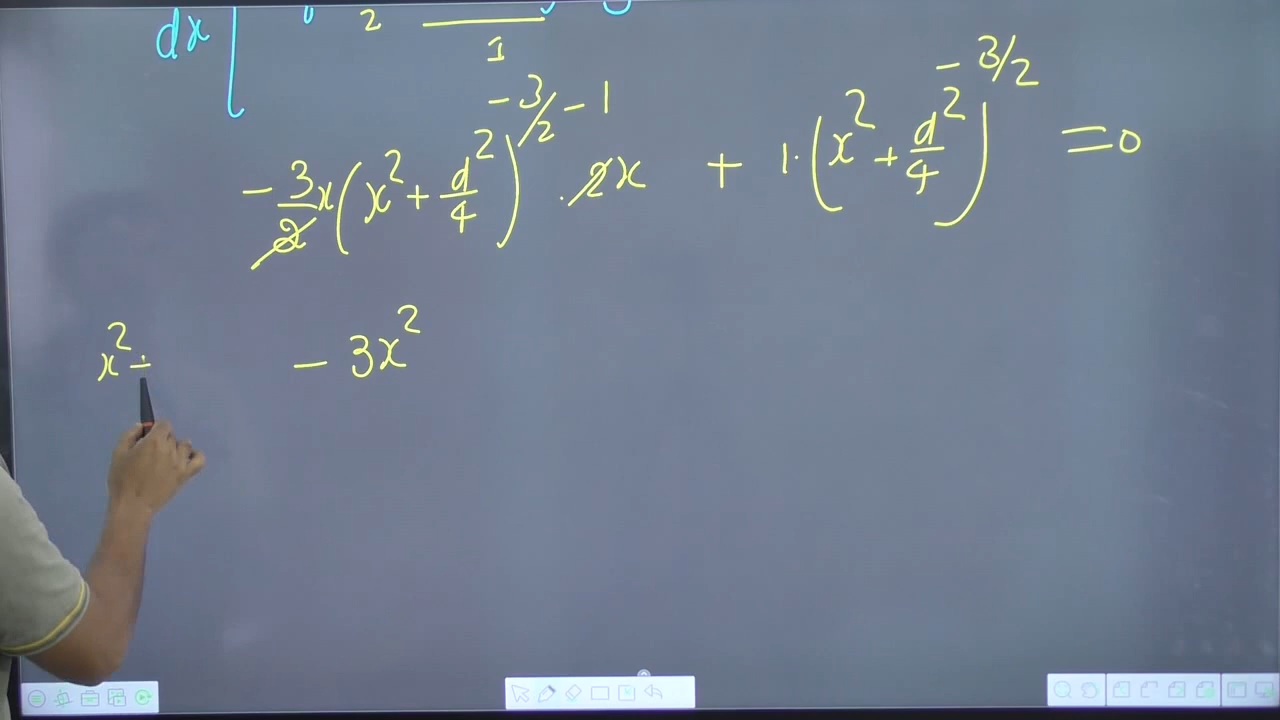 dx 2 1
- 3/2 x (x² + d²/4)^(-3/2 - 1) . 2x + 1. (x² + d²/4)^(- 3/2) = 0
x² + - 3x²